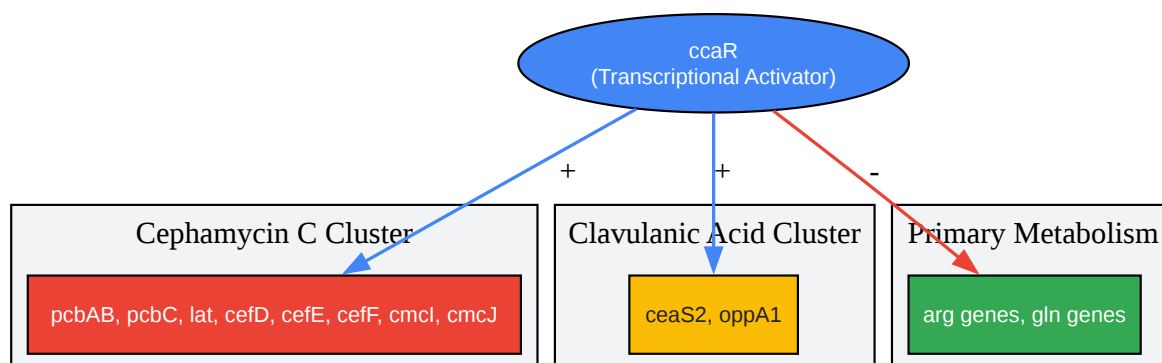 ccaR
(Transcriptional Activator)
+
+
-
Cephamycin C Cluster
Clavulanic Acid Cluster
Primary Metabolism
pcbAB, pcbC, lat, cefD, cefE, cefF, cmcI, cmcJ
ceaS2, oppA1
arg genes, gln genes